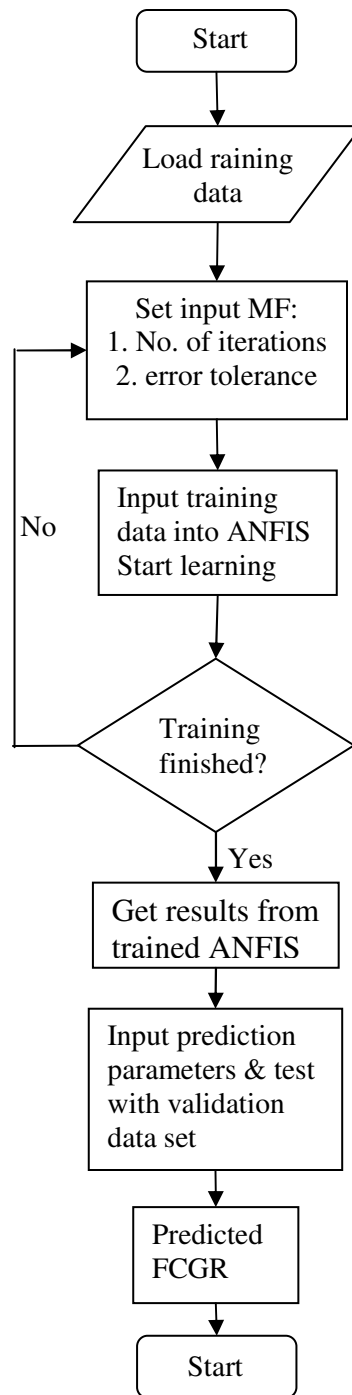 Start
Load raining
data
Set input MF:
1. No. of iterations
2. error tolerance
No
Input training
data into ANFIS
Start learning
Training
finished?
Yes
Get results from
trained ANFIS
Input prediction
parameters & test
with validation
data set
Predicted
FCGR
Start